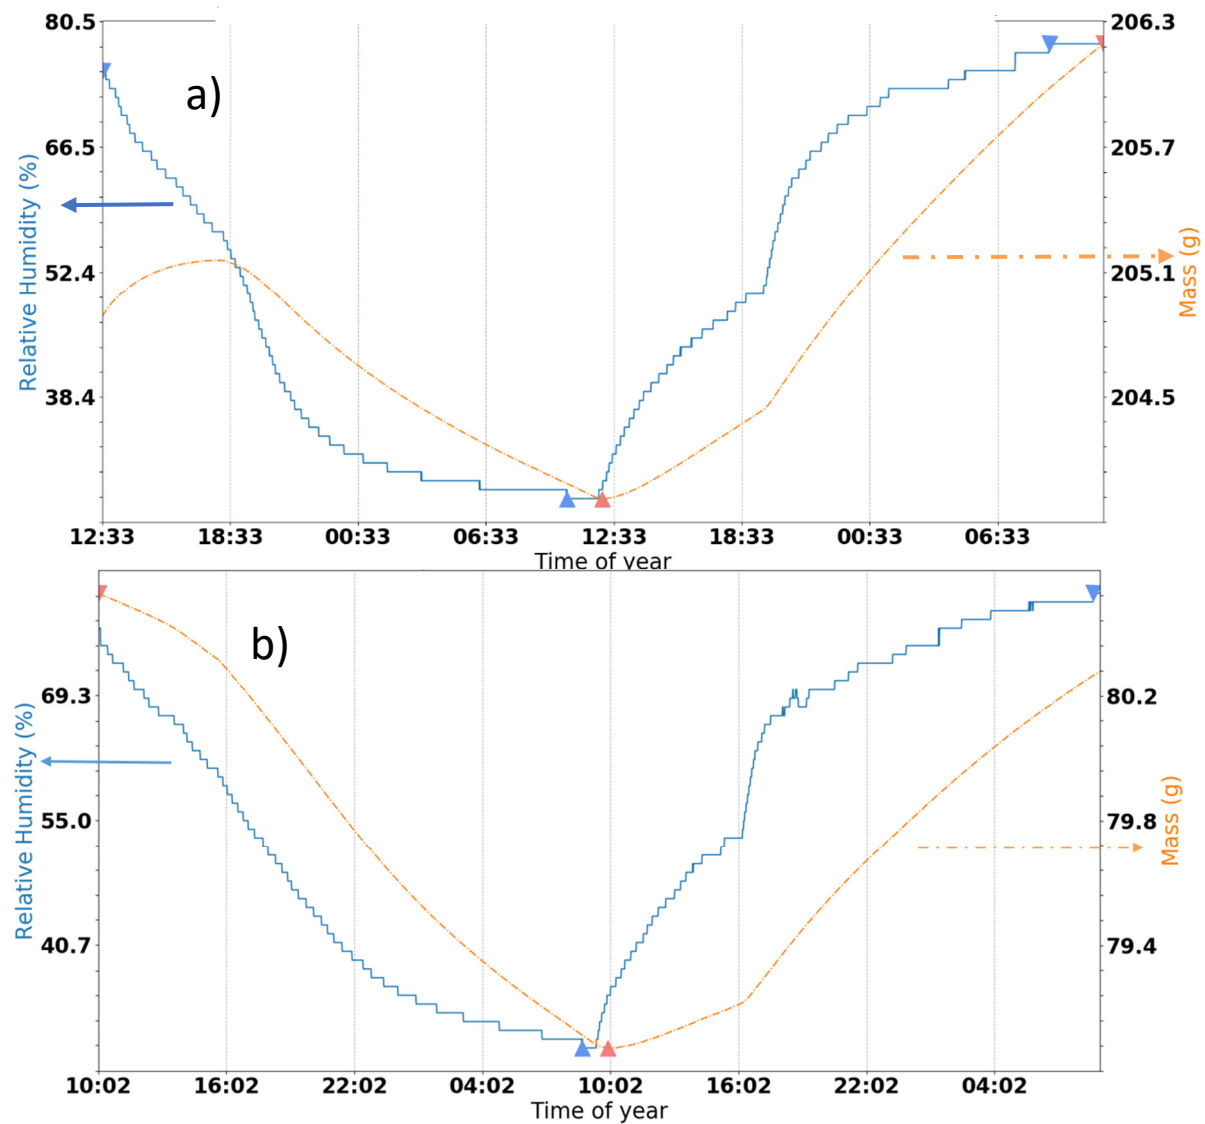 80.5
206.3
a)
66.5
205.7
Relative Humidity (%)
52.4
205.1
Mass (g)
38.4
204.5
12:33 18:33 00:33 06:33 12:33 18:33 00:33 06:33
Time of year
b)
69.3
80.2
Relative Humidity (%)
55.0
79.8
Mass (g)
40.7
79.4
10:02 16:02 22:02 04:02 10:02 16:02 22:02 04:02
Time of year